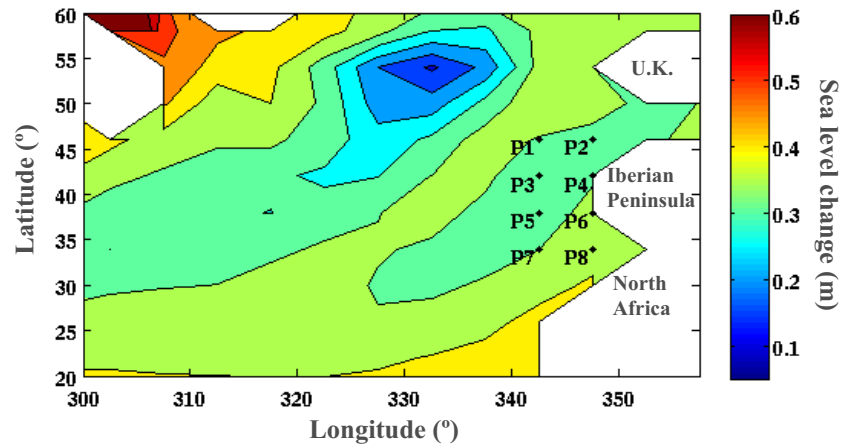 60
55
50
45
40
35
30
25
20
Latitude (º)
300
310
320
330
340
350
Longitude (º)
U.K.
P1 P2
P3 P4
P5 P6
P7 P8
Iberian
Peninsula
North
Africa
0.6
0.5
0.4
0.3
0.2
0.1
Sea level change (m)